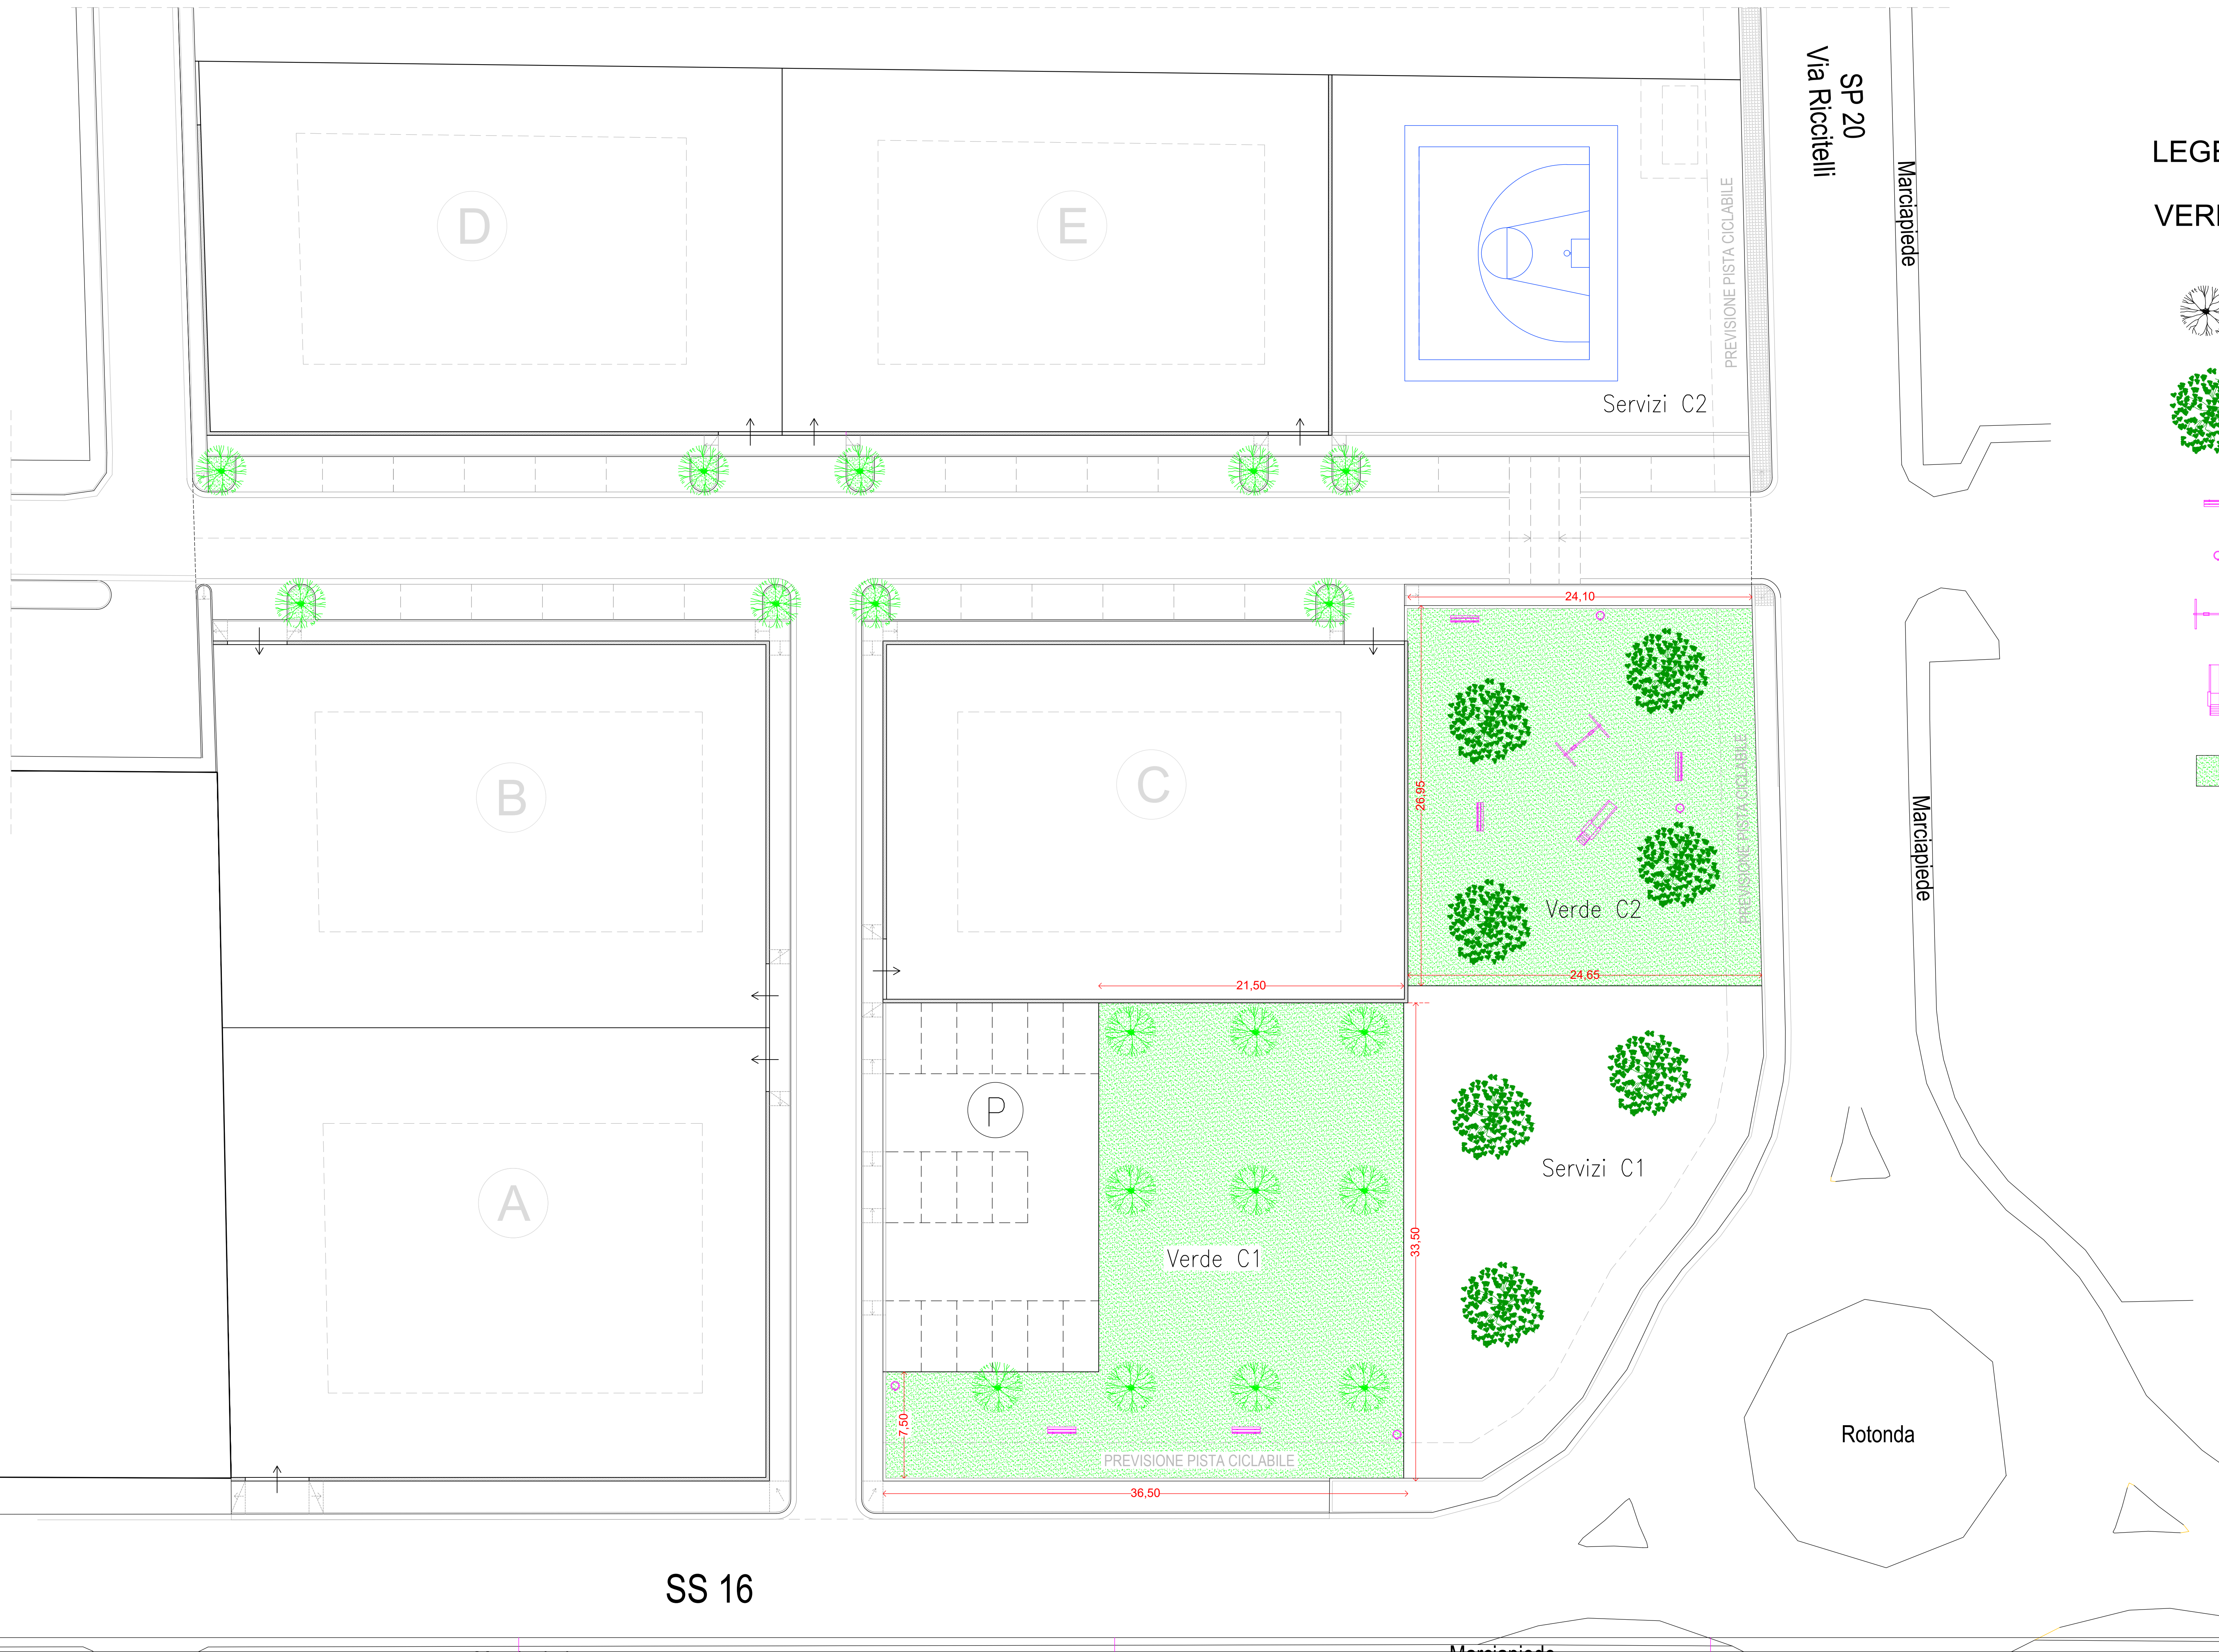 SP 20
Via Riccitelli
Marciapiede
LEGE
VER
D
E
PREVISIONE PISTA CICLABILE
Servizi C2
24,10
B
C
26,95
PREVISIONE PISTA CICLABILE
Marciapiede
Verde C2
24,65
21,50
P
Servizi C1
A
33,50
Verde C1
7,50
PREVISIONE PISTA CICLABILE
36,50
Rotonda
SS 16